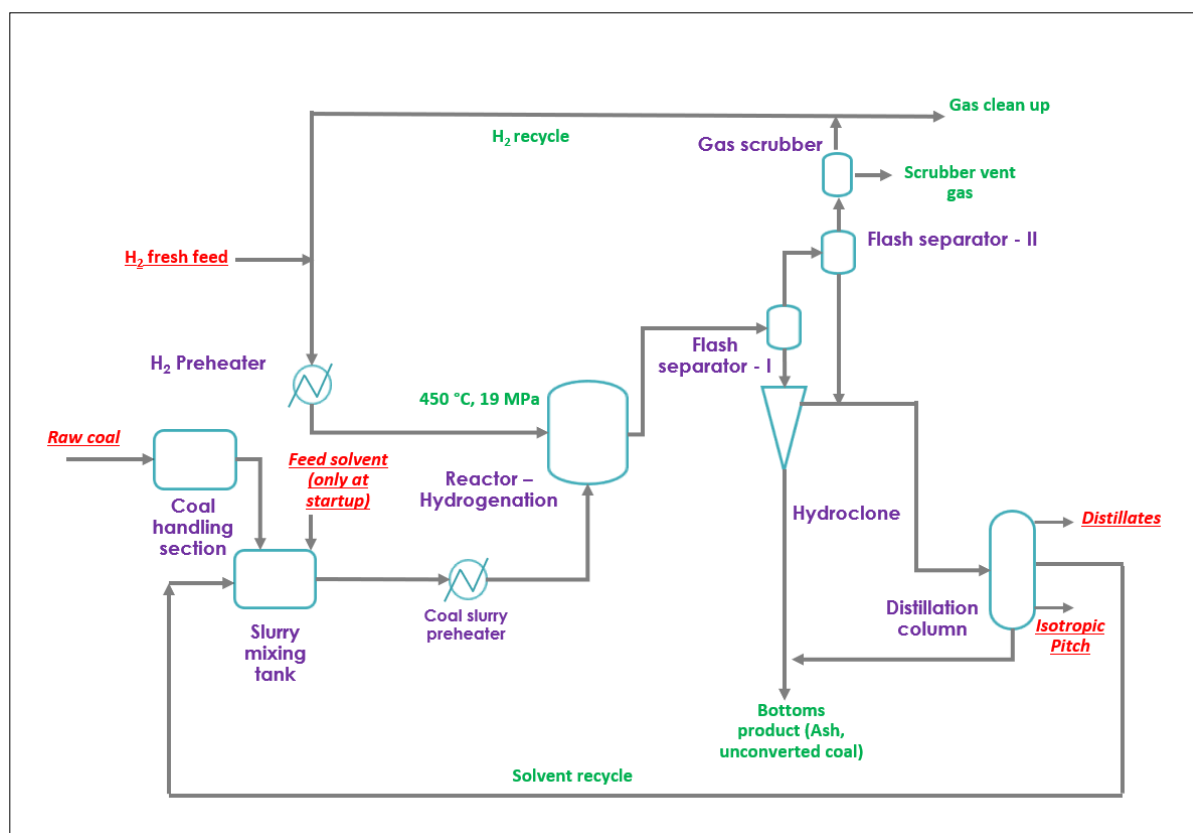 Gas clean up
H₂ recycle
Gas scrubber
Scrubber vent
gas
Flash separator - II
H₂ fresh feed
Flash
separator - I
H₂ Preheater
450 °C, 19 MPa
Raw coal
Feed solvent
(only at
startup)
Reactor –
Hydrogenation
Coal
handling
section
Hydroclone
Distillates
Coal slurry
preheater
Distillation
column
Isotropic
Pitch
Slurry
mixing
tank
Bottoms
product (Ash,
unconverted coal)
Solvent recycle